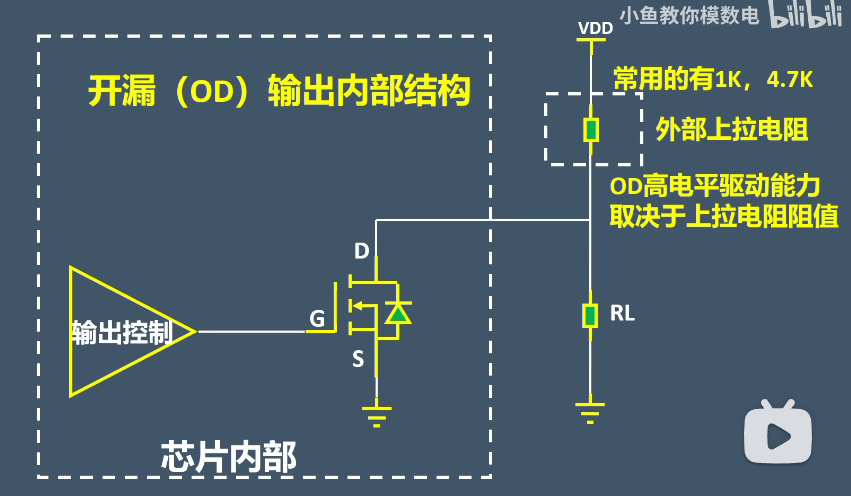 小鱼教你模数电
bilibili
VDD
开漏（OD）输出内部结构
常用的有1K，4.7K
外部上拉电阻
OD高电平驱动能力
取决于上拉电阻阻值
D
G
S
输出控制
RL
芯片内部